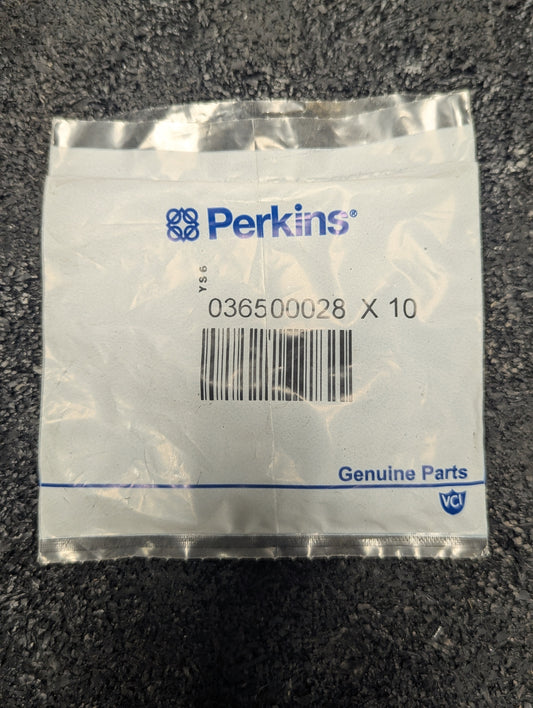 Perkins®
YS6
036500028 X 10
Genuine Parts
VCI